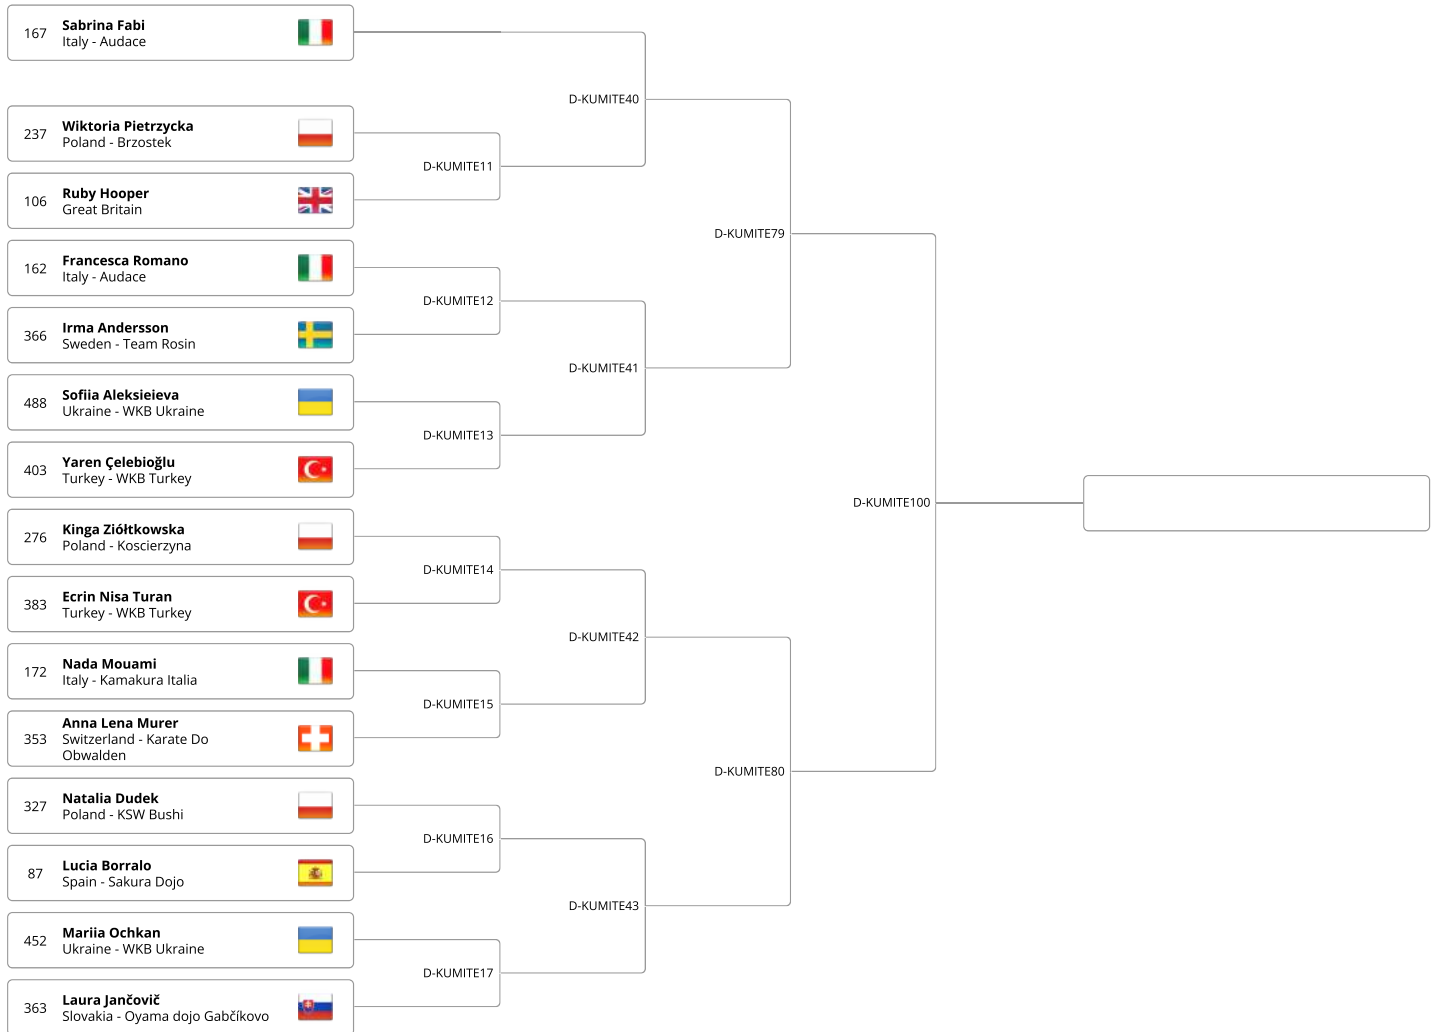 167
Sabrina Fabi
Italy - Audace
237
Wiktoria Pietrzycka
Poland - Brzostek
106
Ruby Hooper
Great Britain
162
Francesca Romano
Italy - Audace
366
Irma Andersson
Sweden - Team Rosin
488
Sofiia Aleksieieva
Ukraine - WKB Ukraine
403
Yaren Çelebioğlu
Turkey - WKB Turkey
276
Kinga Ziółtkowska
Poland - Koscierzyna
383
Ecrin Nisa Turan
Turkey - WKB Turkey
172
Nada Mouami
Italy - Kamakura Italia
353
Anna Lena Murer
Switzerland - Karate Do
Obwalden
327
Natalia Dudek
Poland - KSW Bushi
87
Lucia Borralo
Spain - Sakura Dojo
452
Mariia Ochkan
Ukraine - WKB Ukraine
363
Laura Jančovič
Slovakia - Oyama dojo Gabčíkovo
D-KUMITE11
D-KUMITE12
D-KUMITE13
D-KUMITE14
D-KUMITE15
D-KUMITE16
D-KUMITE17
D-KUMITE40
D-KUMITE41
D-KUMITE42
D-KUMITE43
D-KUMITE79
D-KUMITE80
D-KUMITE100